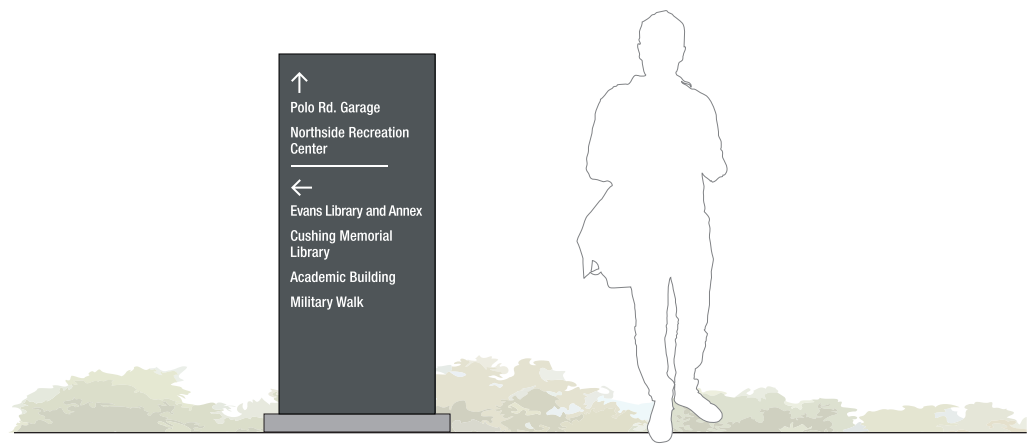 Polo Rd. Garage
Northside Recreation
Center
Evans Library and Annex
Cushing Memorial
Library
Academic Building
Military Walk